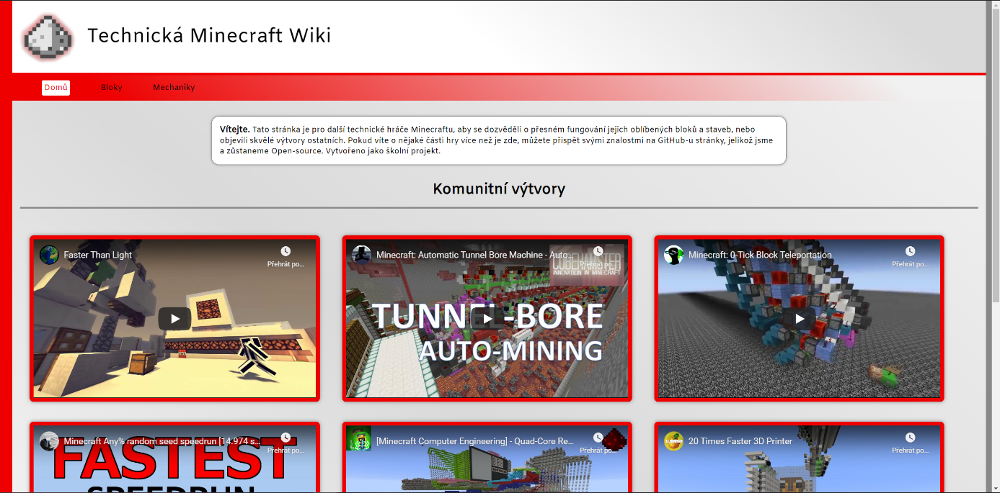 Technická Minecraft Wiki
Domů Bloky Mechaniky
Vítejte. Tato stránka je pro další technické hráče Minecraftu, aby se dozvěděli o přesném fungování jejich oblíbených bloků a staveb, nebo
objevili skvělé výtvory ostatních. Pokud víte o nějaké části hry více než je zde, můžete přispět svými znalostmi na GitHub-u stránky, jelikož jsme
a zůstaneme Open-source. Vytvořeno jako školní projekt.
Komunitní výtvory
Faster Than Light
Přehrát po...
Minecraft: Automatic Tunnel Bore Machine - Auto...
Přehrát po...
CUBEHAMSTER
INNOVATION IN MINECRAFT
TUNNEL-BORE
AUTO-MINING
Minecraft: 0-Tick Block Teleportation
Přehrát po...
Minecraft Any% random seed speedrun [14.974 s...
Přehrát po...
FASTEST
SPEEDRUN
[Minecraft Computer Engineering] - Quad-Core Re...
Přehrát po...
20 Times Faster 3D Printer
Přehrát po...